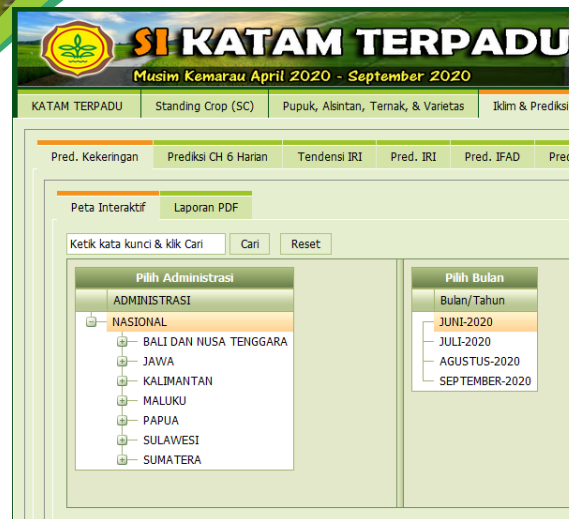 SI KATAM TERPADU
Musim Kemarau April 2020 - September 2020
KATAM TERPADU Standing Crop (SC) Pupuk, Alsintan, Ternak, & Varietas Iklim & Prediksi
Pred. Kekeringan Prediksi CH 6 Harian Tendensi IRI Pred. IRI Pred. IFAD Pred
Peta Interaktif Laporan PDF
Ketik kata kunci & klik Cari Cari Reset
Pilih Administrasi
ADMINISTRASI
NASIONAL
BALI DAN NUSA TENGGARA
JAWA
KALIMANTAN
MALUKU
PAPUA
SULAWESI
SUMATERA
Pilih Bulan
Bulan/Tahun
JUNI-2020
JULI-2020
AGUSTUS-2020
SEPTEMBER-2020